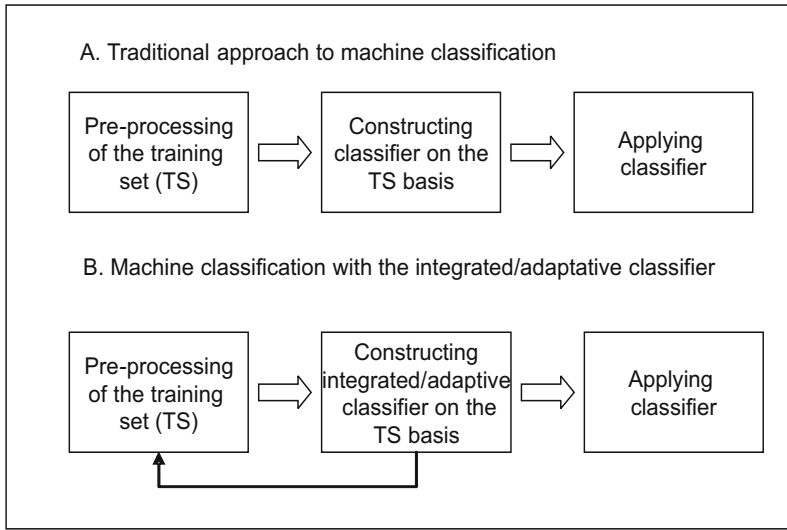 A. Traditional approach to machine classification
Pre-processing
of the training
set (TS)
Constructing
classifier on the
TS basis
Applying
classifier
B. Machine classification with the integrated/adaptative classifier
Pre-processing
of the training
set (TS)
Constructing
integrated/adaptive
classifier on the
TS basis
Applying
classifier